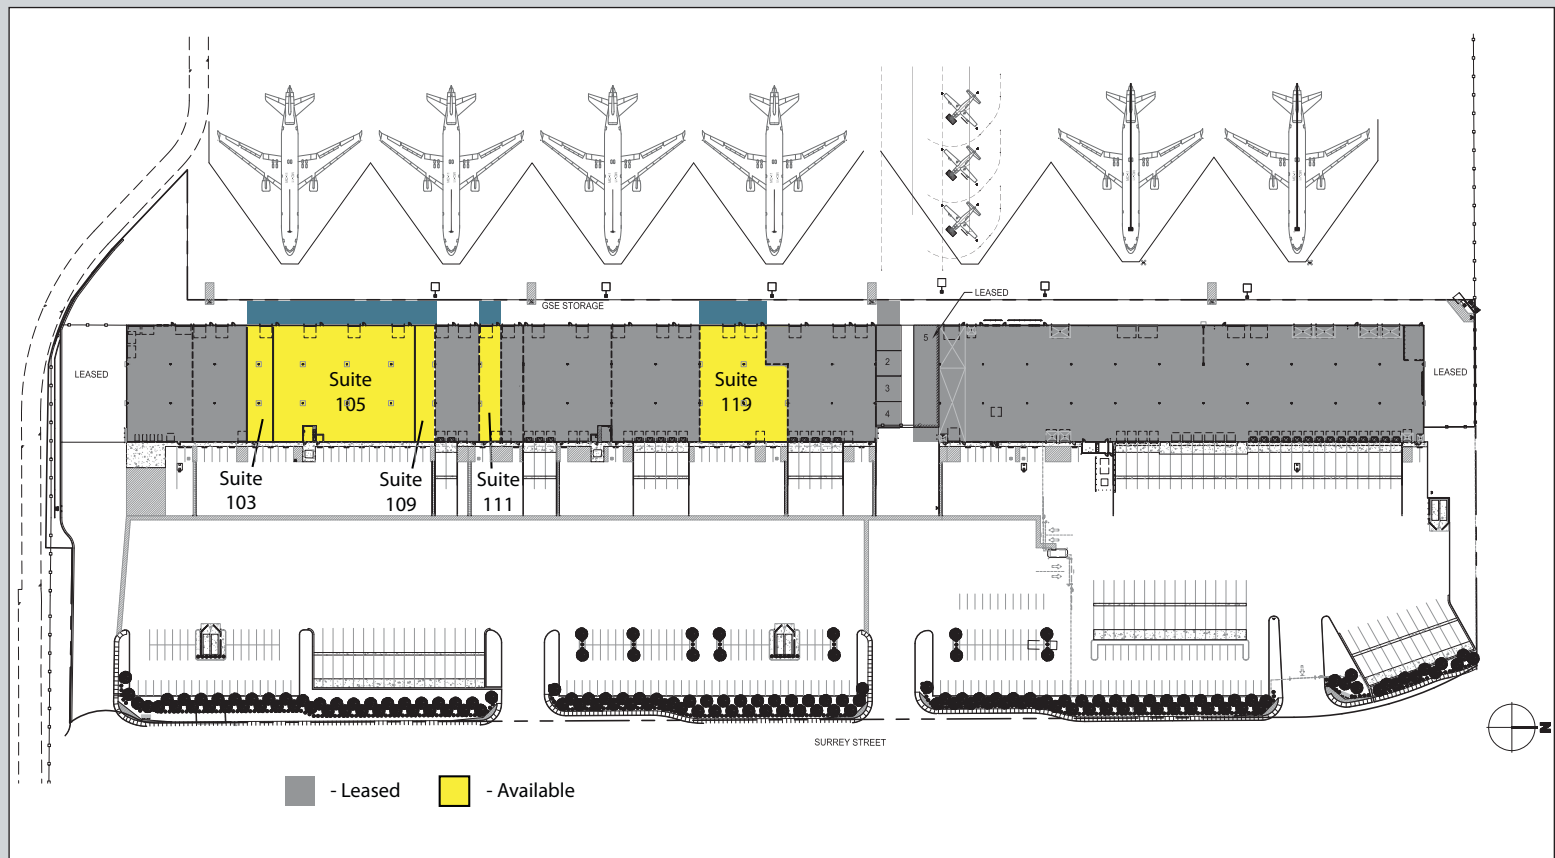 GSE STORAGE
LEASED
5
2
3
4
LEASED
LEASED
Suite
105
Suite
119
Suite
103
Suite
109
Suite
111
SURREY STREET
N
- Leased
- Available